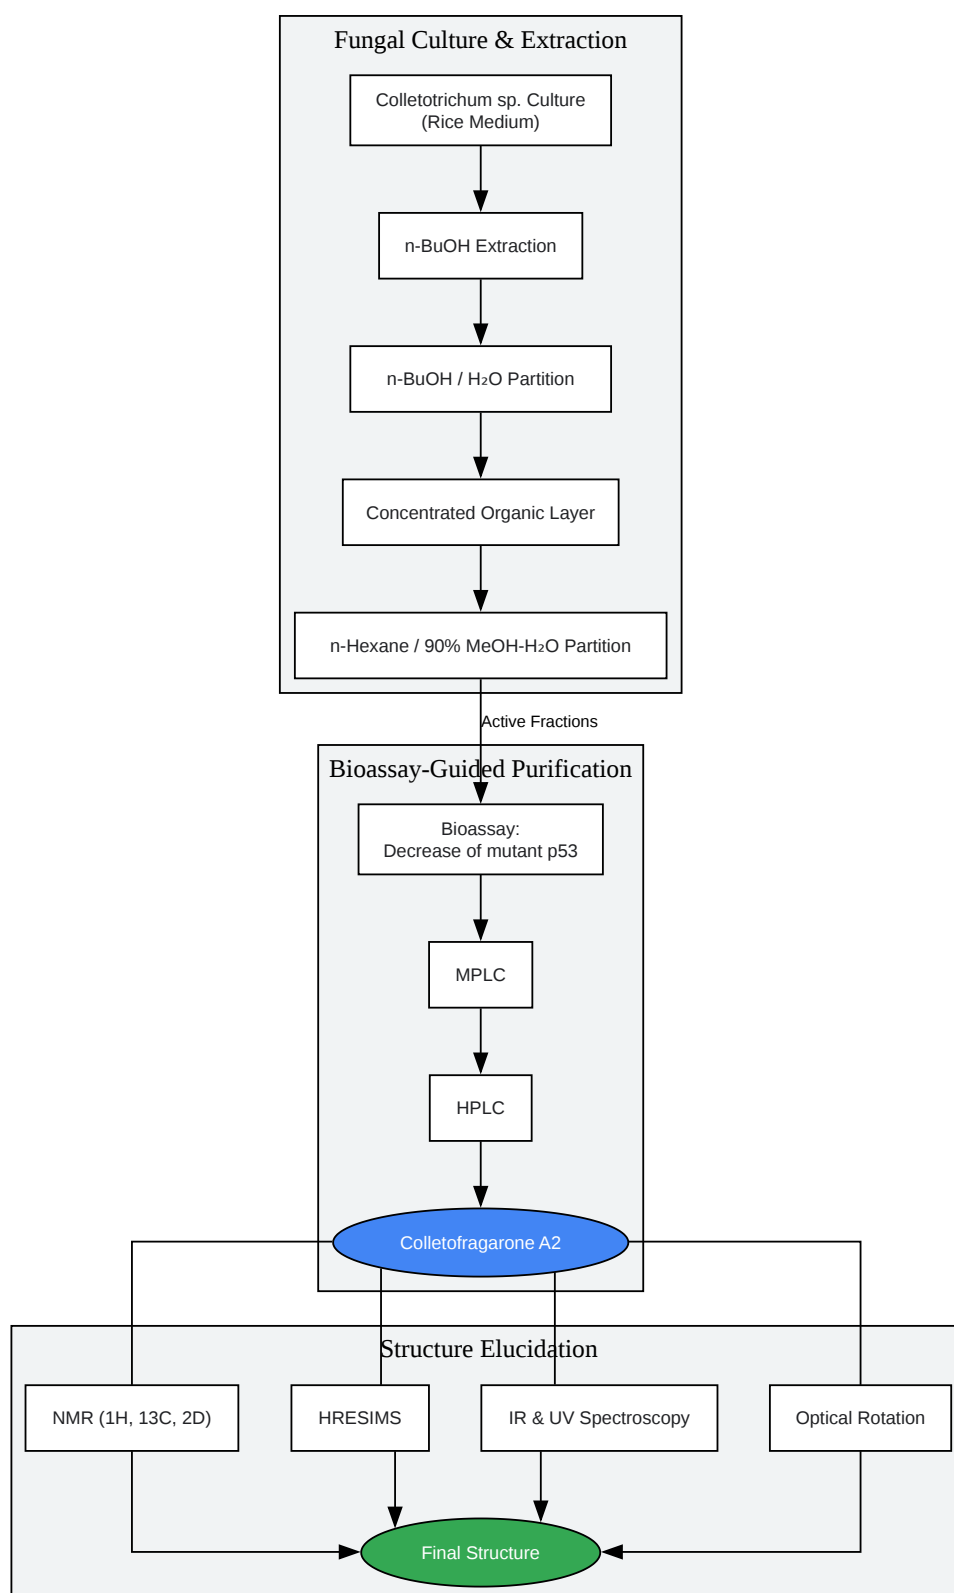 Fungal Culture & Extraction
Colletotrichum sp. Culture
(Rice Medium)
n-BuOH Extraction
n-BuOH / H₂O Partition
Concentrated Organic Layer
n-Hexane / 90% MeOH-H₂O Partition
Active Fractions
Bioassay-Guided Purification
Bioassay:
Decrease of mutant p53
MPLC
HPLC
Colletofragarone A2
Structure Elucidation
NMR (1H, 13C, 2D)
HRESIMS
IR & UV Spectroscopy
Optical Rotation
Final Structure